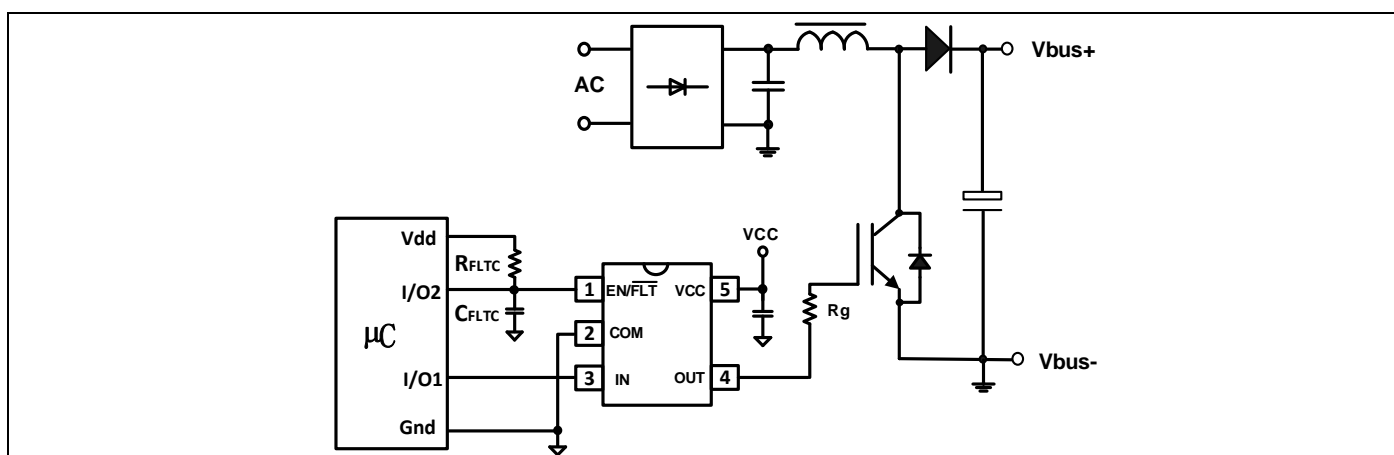 Vbus+
AC
VCC
Vdd
RFLTC
I/O2
1
EN/FLT
VCC
5
CFLTC
Rg
µC
2
COM
Vbus-
I/O1
3
IN
OUT
4
Gnd